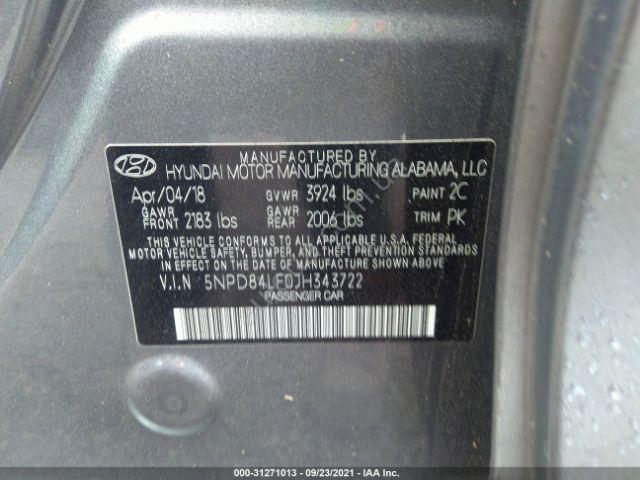 MANUFACTURED BY
HYUNDAI MOTOR MANUFACTURING ALABAMA, LLC
Apr/04/18 GVWR 3924 lbs PAINT 2C
GAWR FRONT 2183 lbs GAWR REAR 2006 lbs TRIM PK
THIS VEHICLE CONFORMS TO ALL APPLICABLE U.S.A. FEDERAL
MOTOR VEHICLE SAFETY, BUMPER, AND THEFT PREVENTION STANDARDS
IN EFFECT ON THE DATE OF MANUFACTURE SHOWN ABOVE.
V.I.N 5NPD84LF0JH343722
PASSENGER CAR
000-31271013 - 09/23/2021 - IAA Inc.